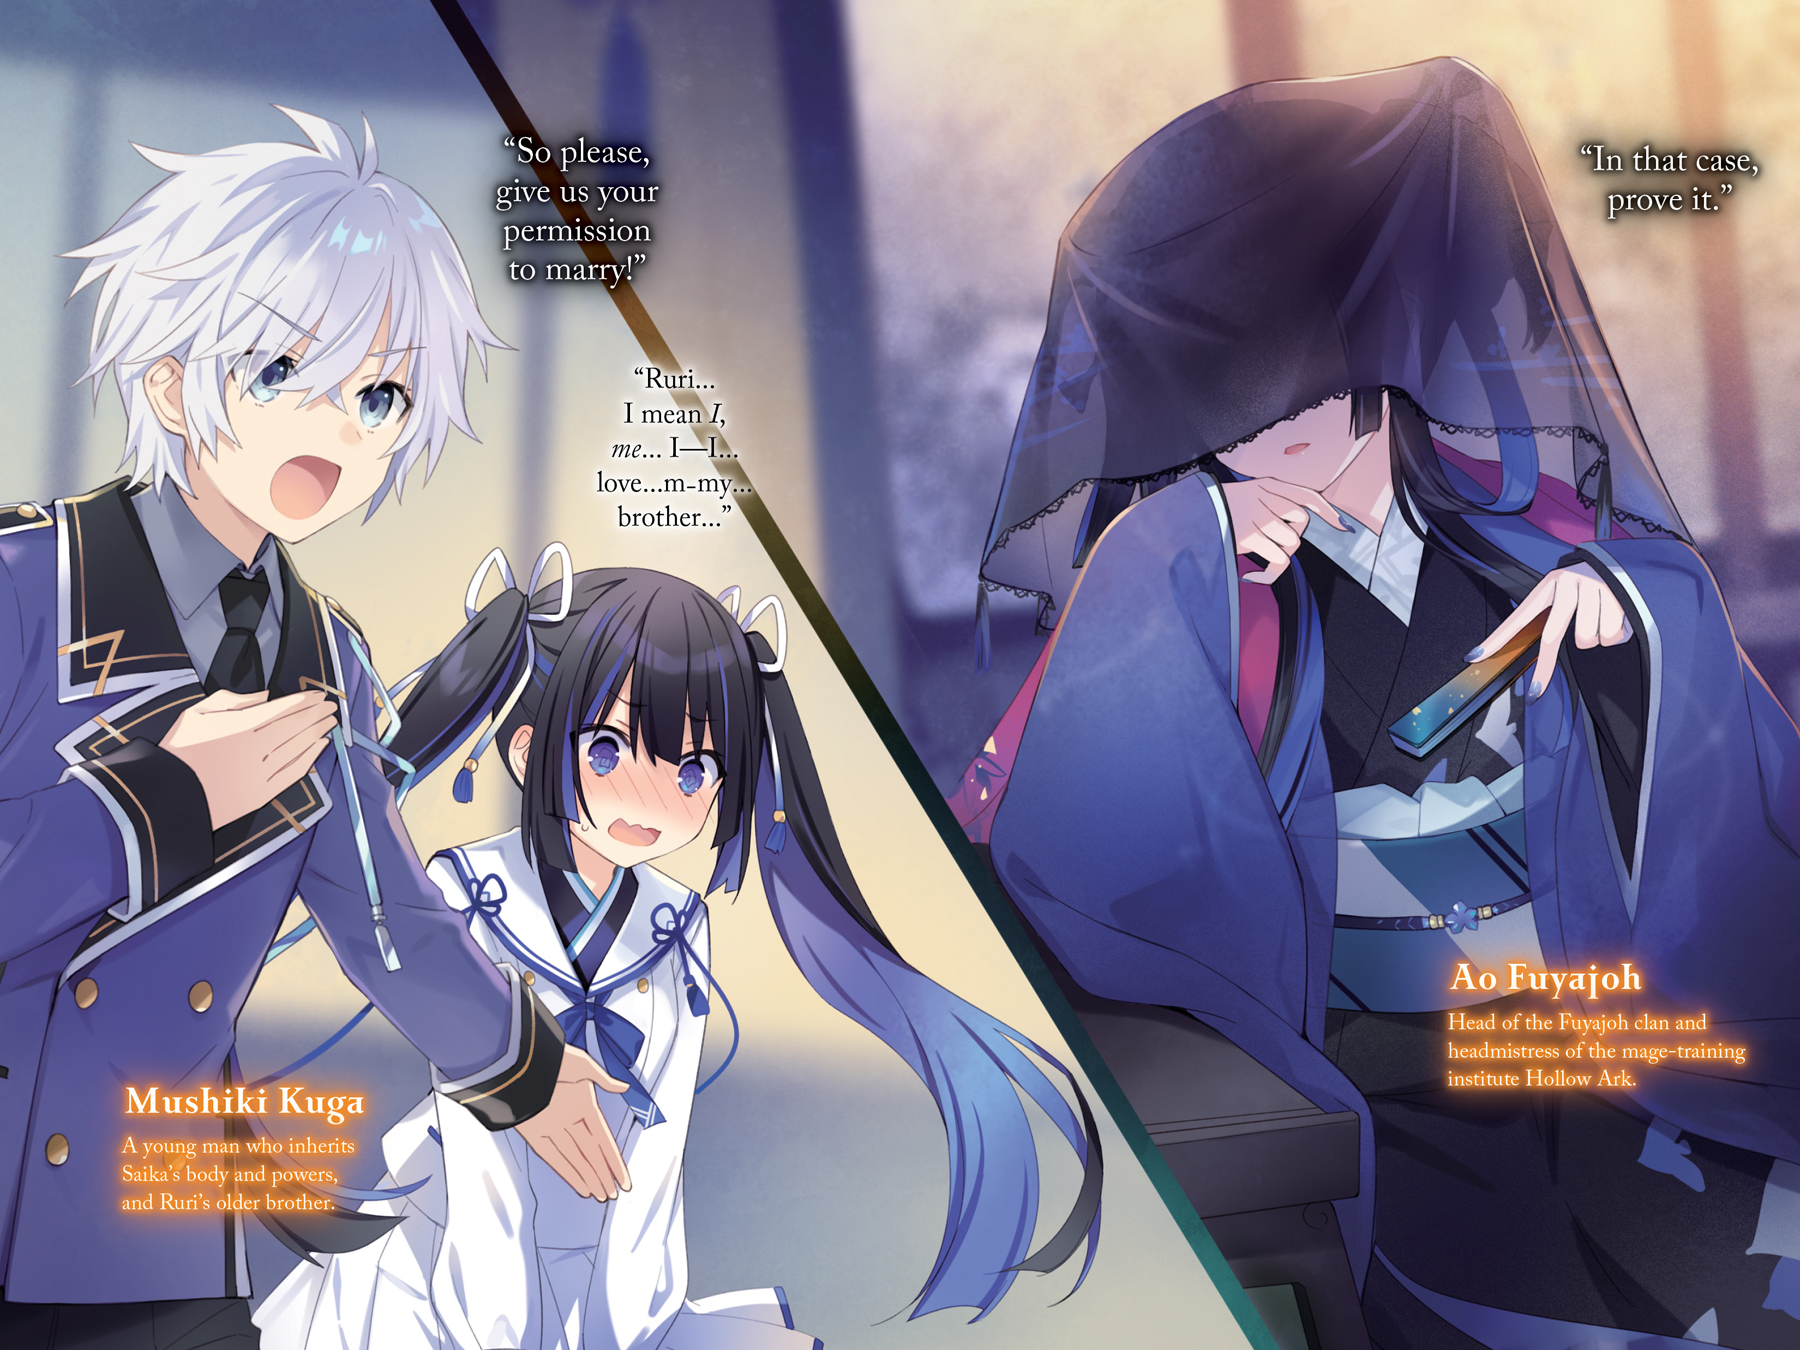 “So please,
give us your
permission
to marry!”
“Ruri...
I mean I,
me... I—I...
love...m-my...
brother...”
“In that case,
prove it.”
Mushiki Kuga
A young man who inherits
Saika’s body and powers,
and Ruri’s older brother.
Ao Fuyajoh
Head of the Fuyajoh clan and
headmistress of the mage-training
institute Hollow Ark.